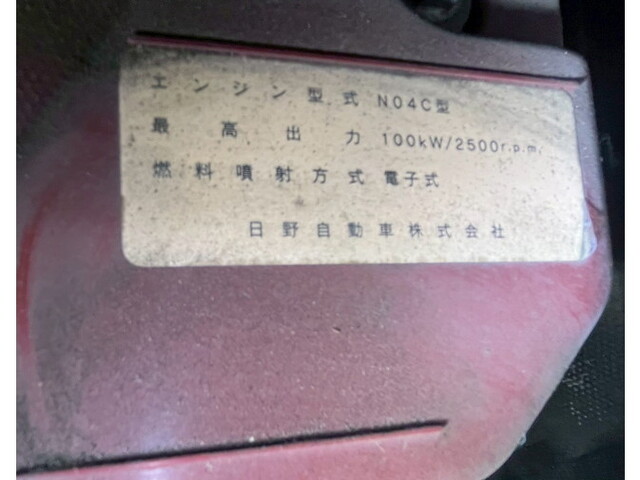 エンジン型式 N04C型
最高出力 100kW/2500r.p.m.
燃料噴射方式 電子式
日野自動車株式会社